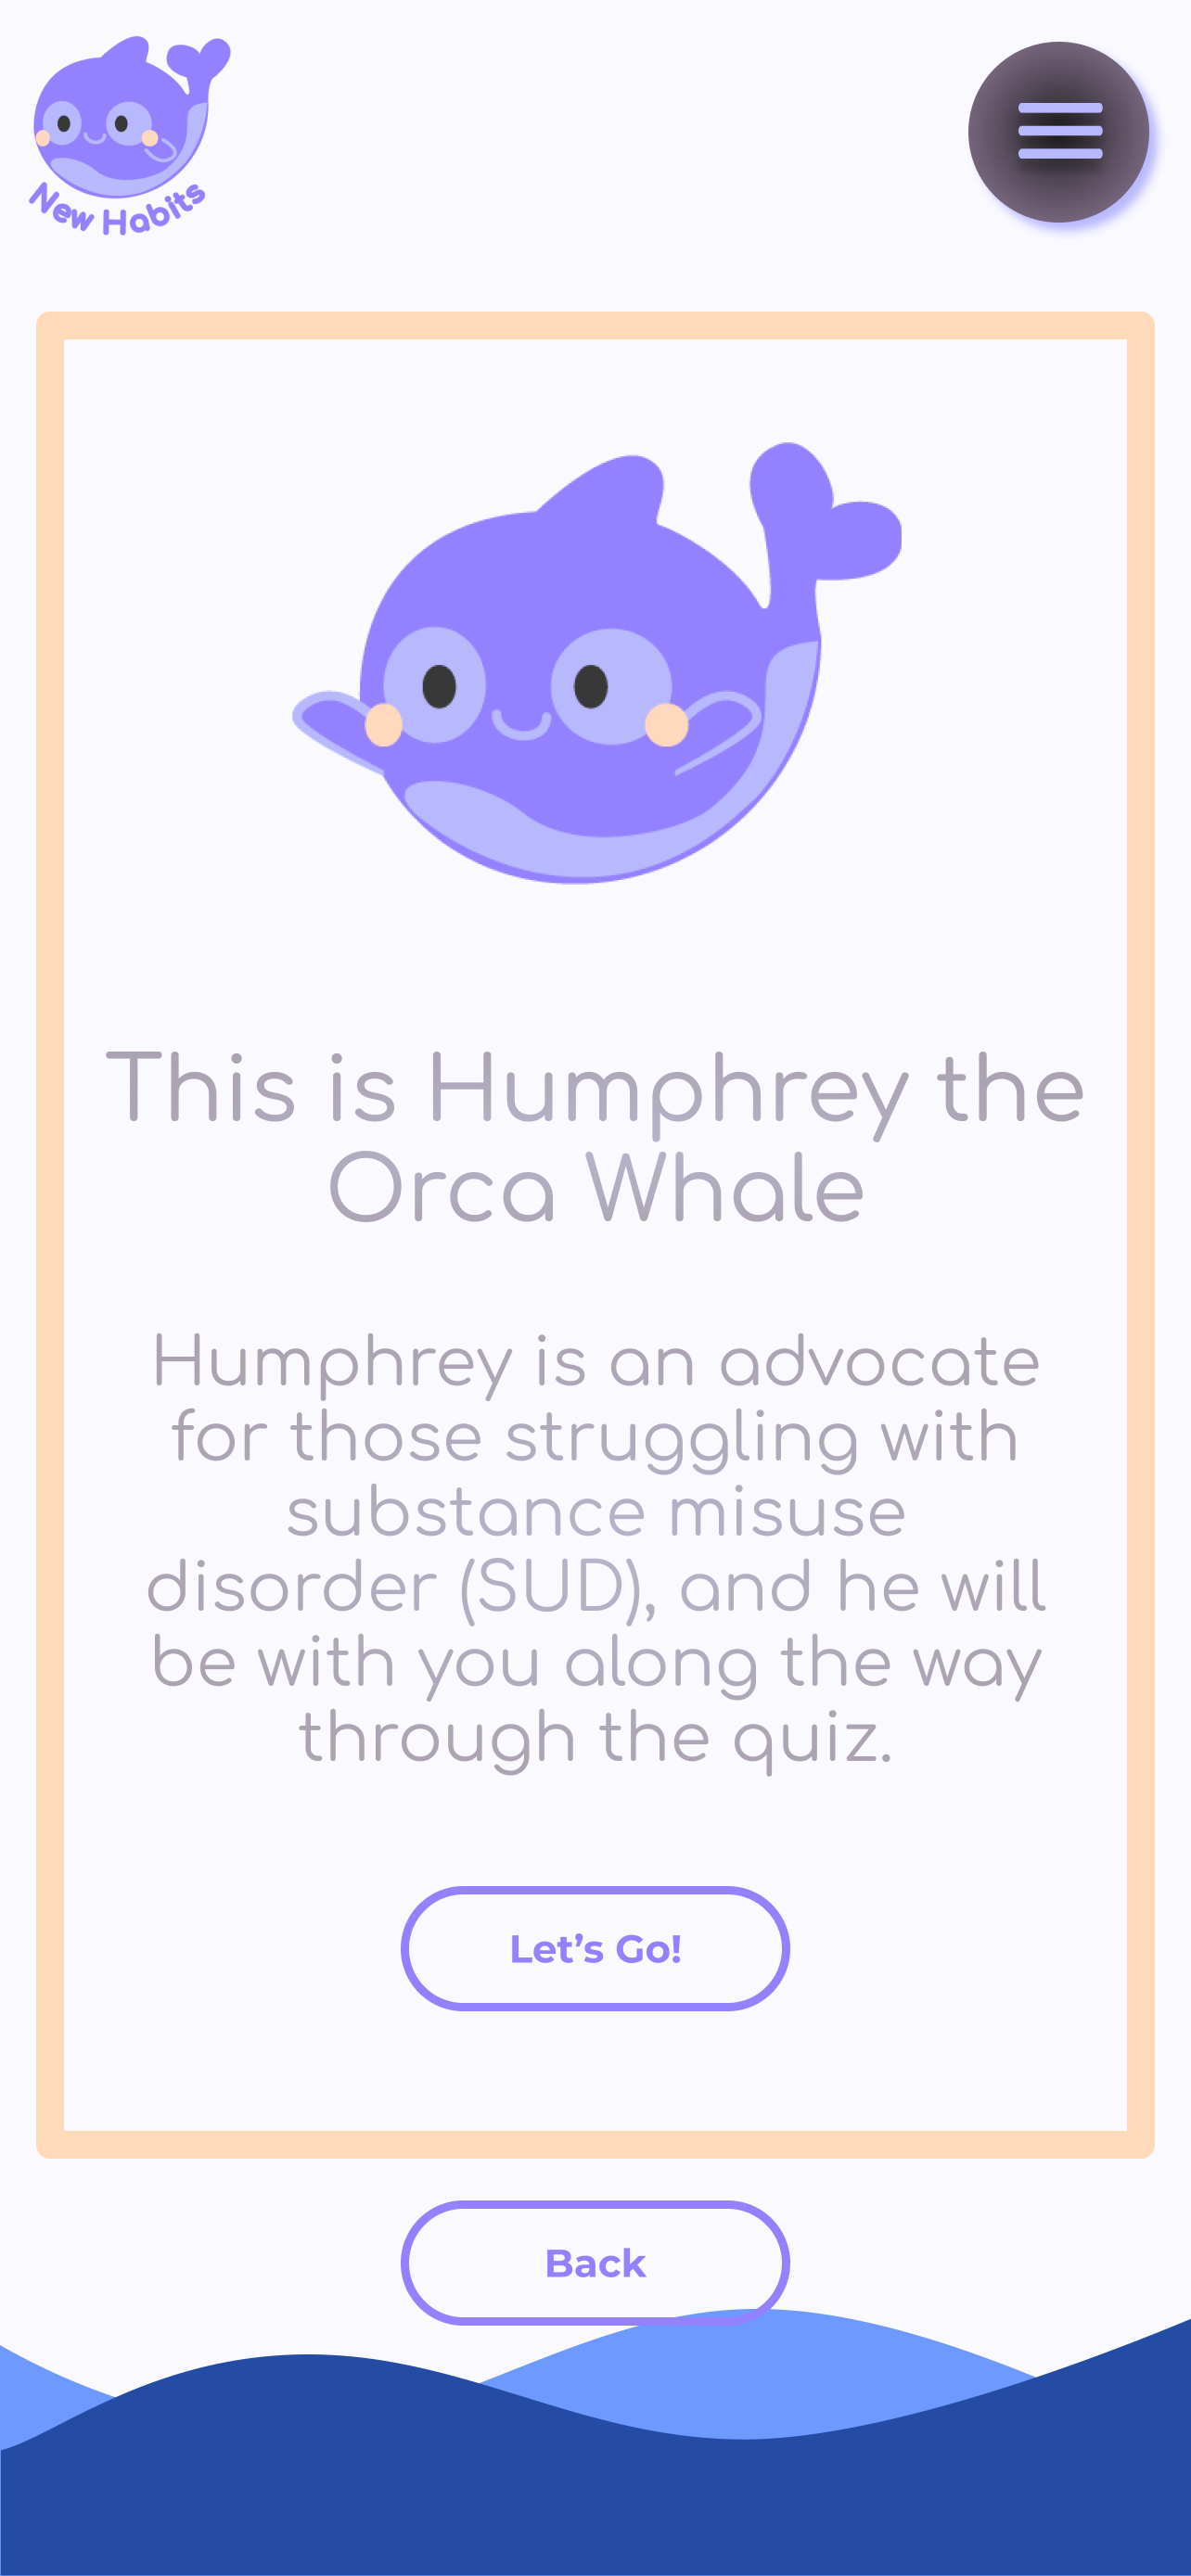 New Habits
This is Humphrey the
Orca Whale
Humphrey is an advocate
for those struggling with
substance misuse
disorder (SUD), and he will
be with you along the way
through the quiz.
Let’s Go!
Back